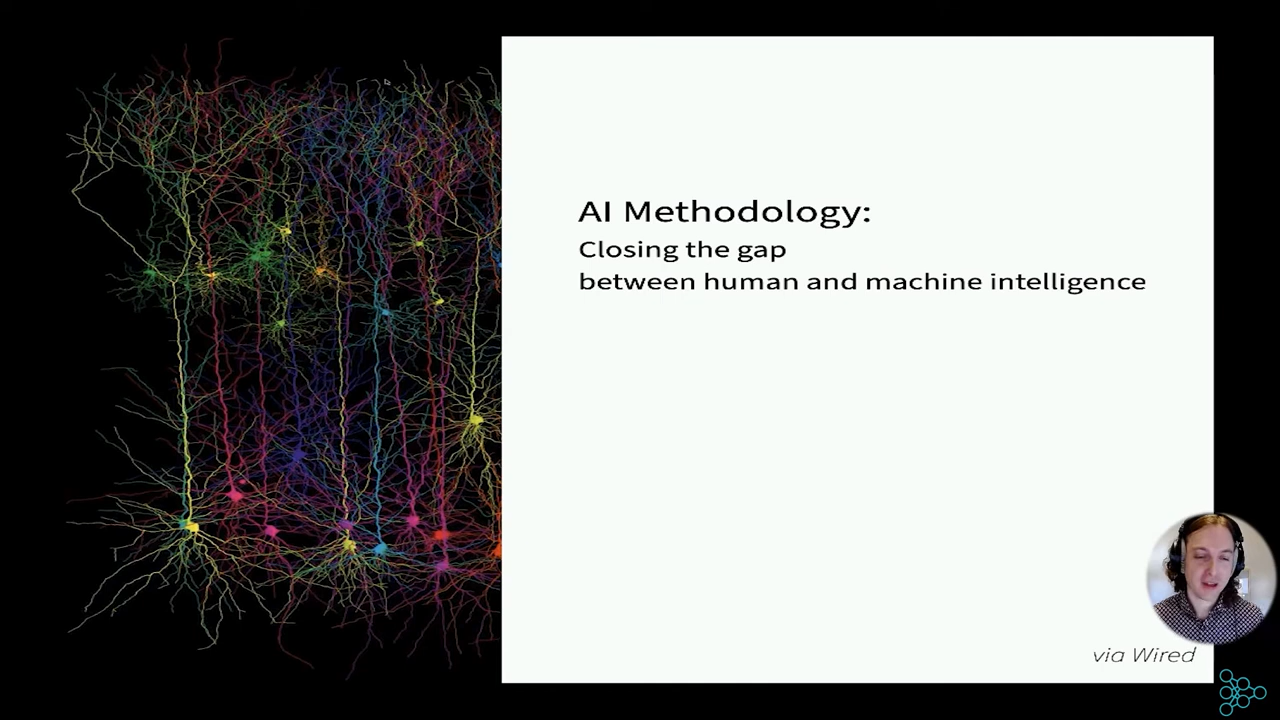 AI Methodology:
Closing the gap
between human and machine intelligence
via Wired